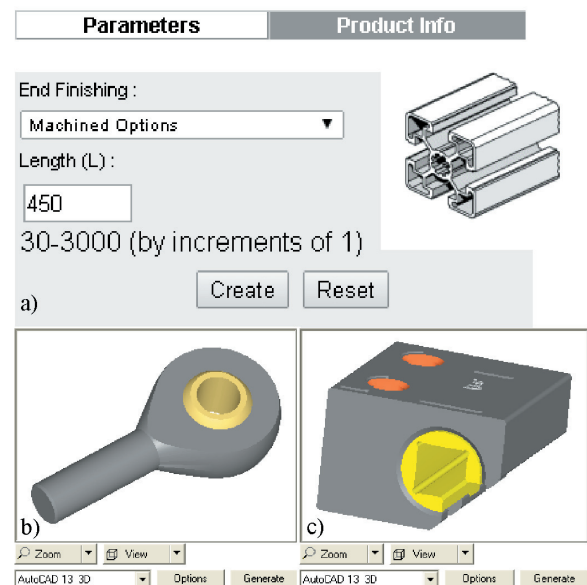 Parameters Product Info
End Finishing :
Machined Options
Length (L) :
450
30-3000 (by increments of 1)
Create Reset
a)
b)
c)
Zoom View Zoom View
AutoCAD 13 3D Options Generate AutoCAD 13 3D Options Generate